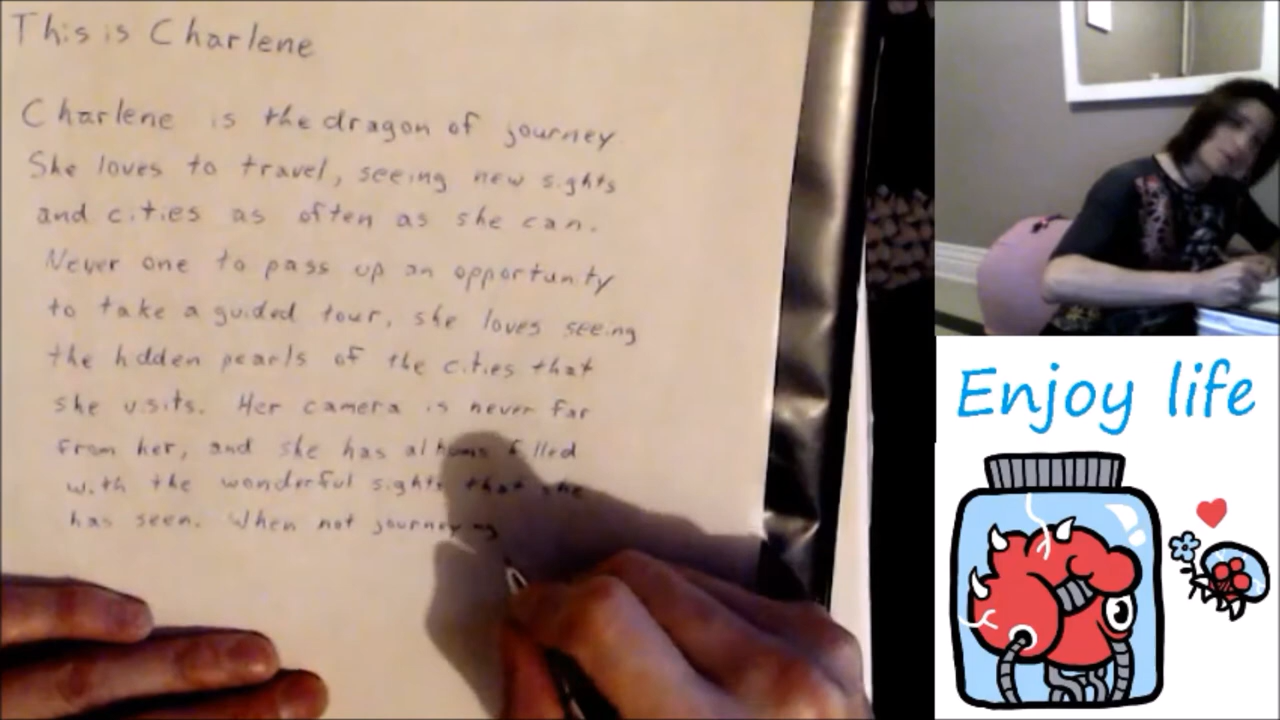 This is Charlene
Charlene is the dragon of journey.
She loves to travel, seeing new sights
and cities as often as she can.
Never one to pass up an opportunity
to take a guided tour, she loves seeing
the hidden pearls of the cities that
she visits. Her camera is never far
from her, and she has albums filled
with the wonderful sights that she
has seen. When not journeying
Enjoy life